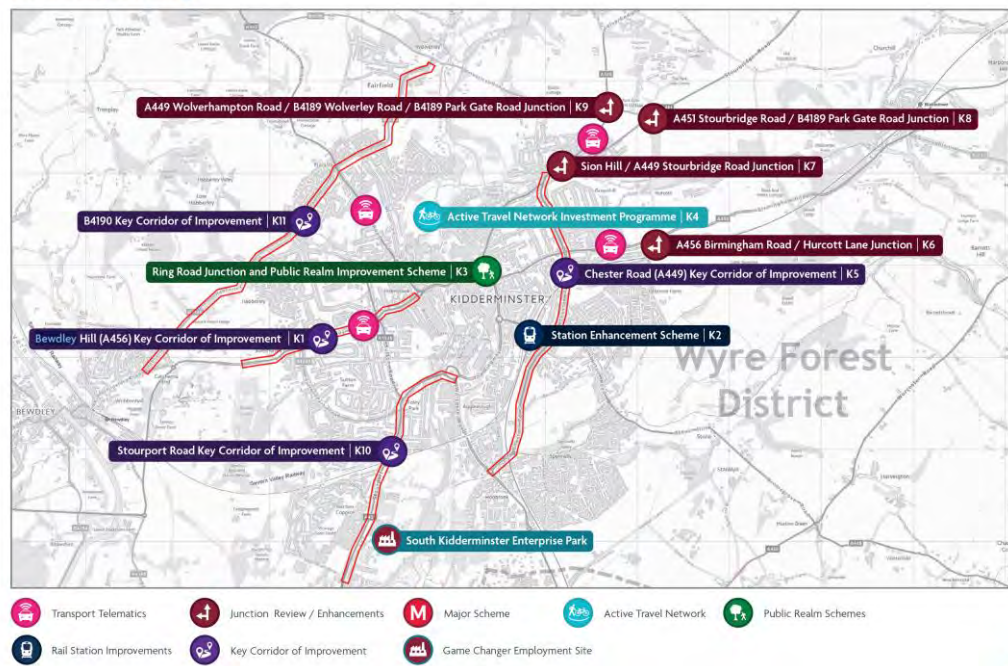 Fairfield
Churchill
A449 Wolverhampton Road / B4189 Wolverley Road / B4189 Park Gate Road Junction | K9
A451 Stourbridge Road / B4189 Park Gate Road Junction | K8
Sion Hill / A449 Stourbridge Road Junction | K7
B4190 Key Corridor of Improvement | K11
Active Travel Network Investment Programme | K4
A456 Birmingham Road / Hurcott Lane Junction | K6
Ring Road Junction and Public Realm Improvement Scheme | K3
Chester Road (A449) Key Corridor of Improvement | K5
KIDDERMINSTER
Bewdley Hill (A456) Key Corridor of Improvement | K1
Station Enhancement Scheme | K2
Wyre Forest
District
BEWDLEY
Stourport Road Key Corridor of Improvement | K10
Severn Valley Railway
South Kidderminster Enterprise Park
Transport Telematics
Junction Review / Enhancements
M Major Scheme
Active Travel Network
Public Realm Schemes
Rail Station Improvements
Key Corridor of Improvement
Game Changer Employment Site